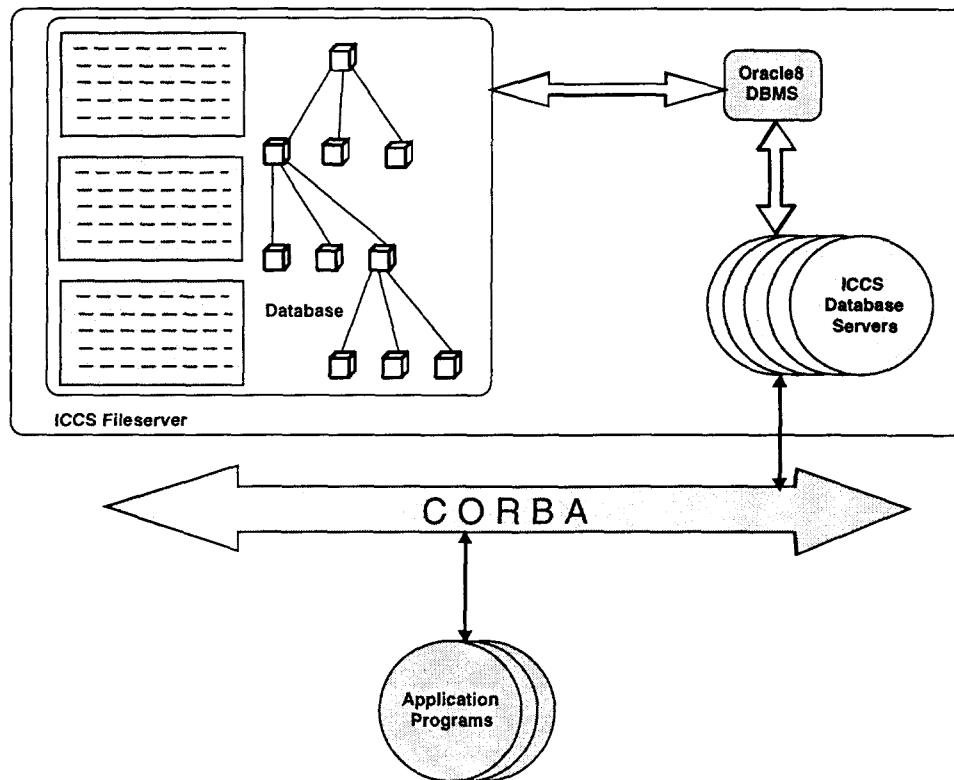 Oracle8
DBMS
ICCS
Database
Servers
Database
ICCS Fileserver
CORBA
Application
Programs